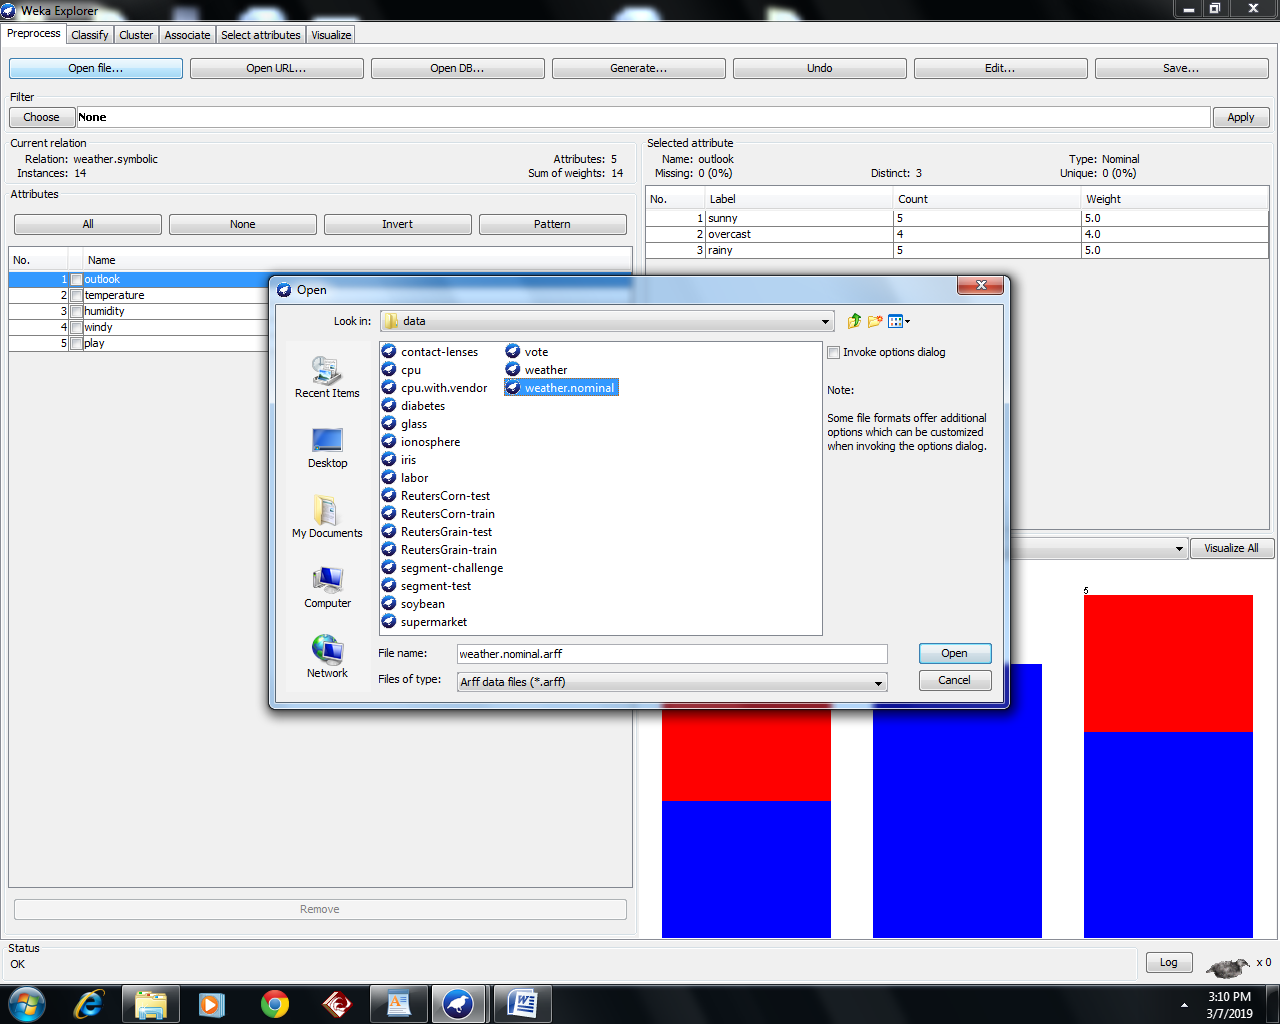 Weka Explorer
Preprocess Classify Cluster Associate Select attributes Visualize
Open file... Open URL... Open DB... Generate... Undo Edit... Save...
Filter
Choose None Apply
Current relation
Relation: weather.symbolic Attributes: 5
Instances: 14 Sum of weights: 14
Selected attribute
Name: outlook Type: Nominal
Missing: 0 (0%) Distinct: 3 Unique: 0 (0%)
No. Label Count Weight
1 sunny 5 5.0
2 overcast 4 4.0
3 rainy 5 5.0
Attributes
All None Invert Pattern
No. Name
1 outlook
2 temperature
3 humidity
4 windy
5 play
Open
Look in: data
Recent Items
Desktop
My Documents
Computer
Network
contact-lenses
cpu
cpu.with.vendor
diabetes
glass
ionosphere
iris
labor
ReutersCorn-test
ReutersCorn-train
ReutersGrain-test
ReutersGrain-train
segment-challenge
segment-test
soybean
supermarket
vote
weather
weather.nominal
Invoke options dialog
Note:
Some file formats offer additional
options which can be customized
when invoking the options dialog.
File name: weather.nominal.arff Open
Files of type: Arff data files (*.arff) Cancel
Visualize All
5
Remove
Status
OK
Log x 0
3:10 PM
3/7/2019